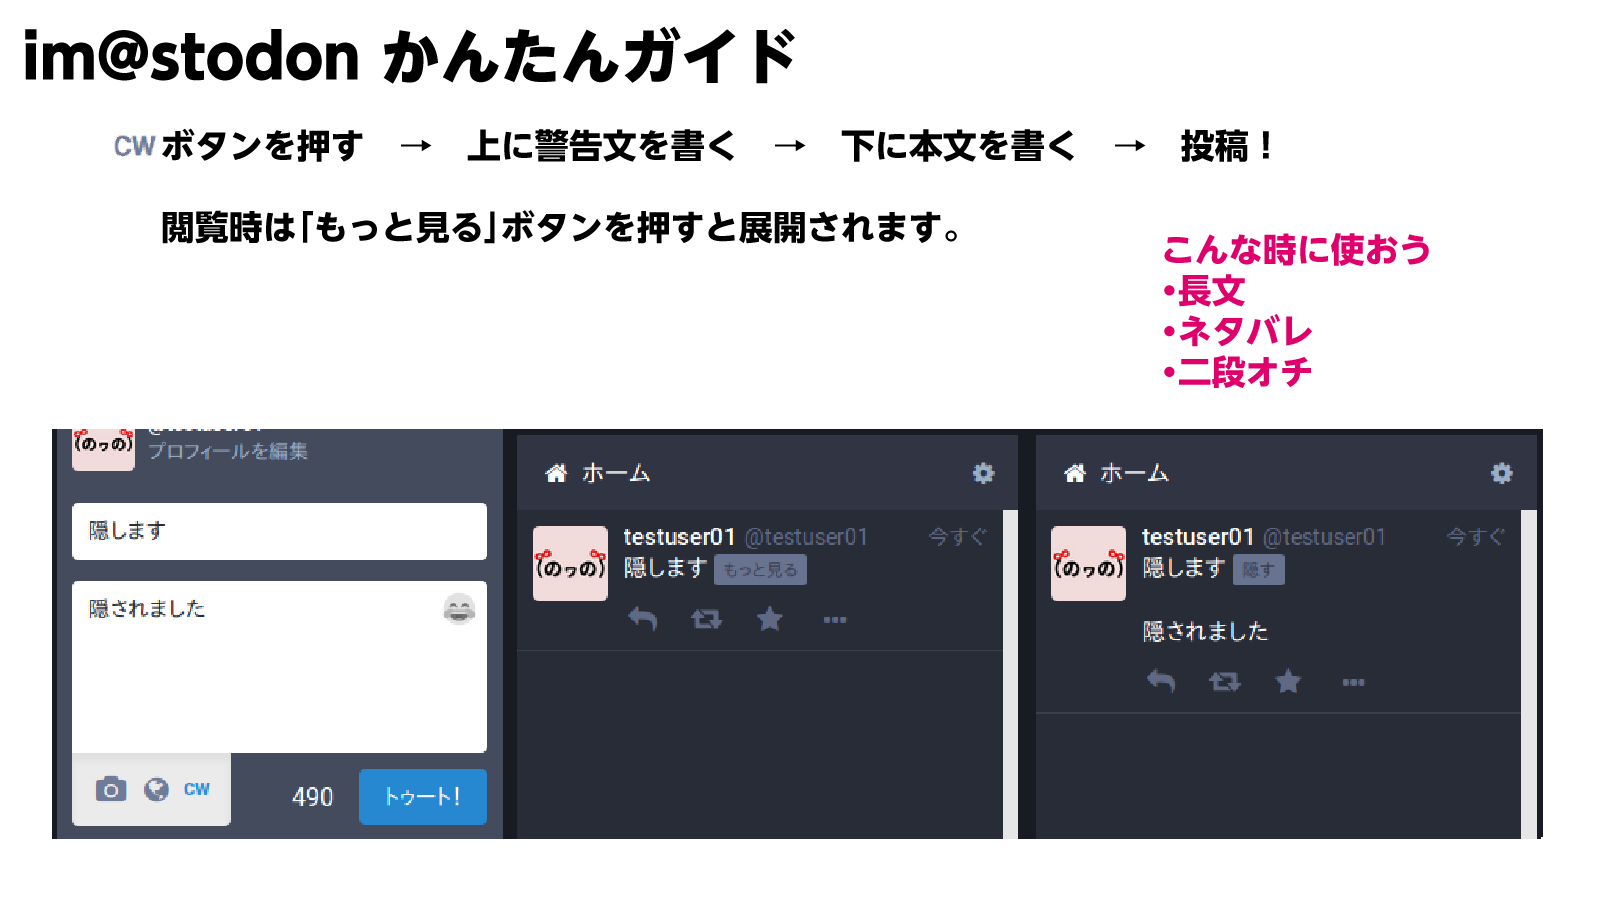 im@stodon かんたんガイド
CW ボタンを押す → 上に警告文を書く → 下に本文を書く → 投稿！
閲覧時は「もっと見る」ボタンを押すと展開されます。
こんな時に使おう
・長文
・ネタバレ
・二段オチ
(のヮの)
プロフィールを編集
隠します
隠されました
CW
490
トゥート!
ホーム
(のヮの)
testuser01 @testuser01 今すぐ
隠します もっと見る
ホーム
(のヮの)
testuser01 @testuser01 今すぐ
隠します 隠す
隠されました